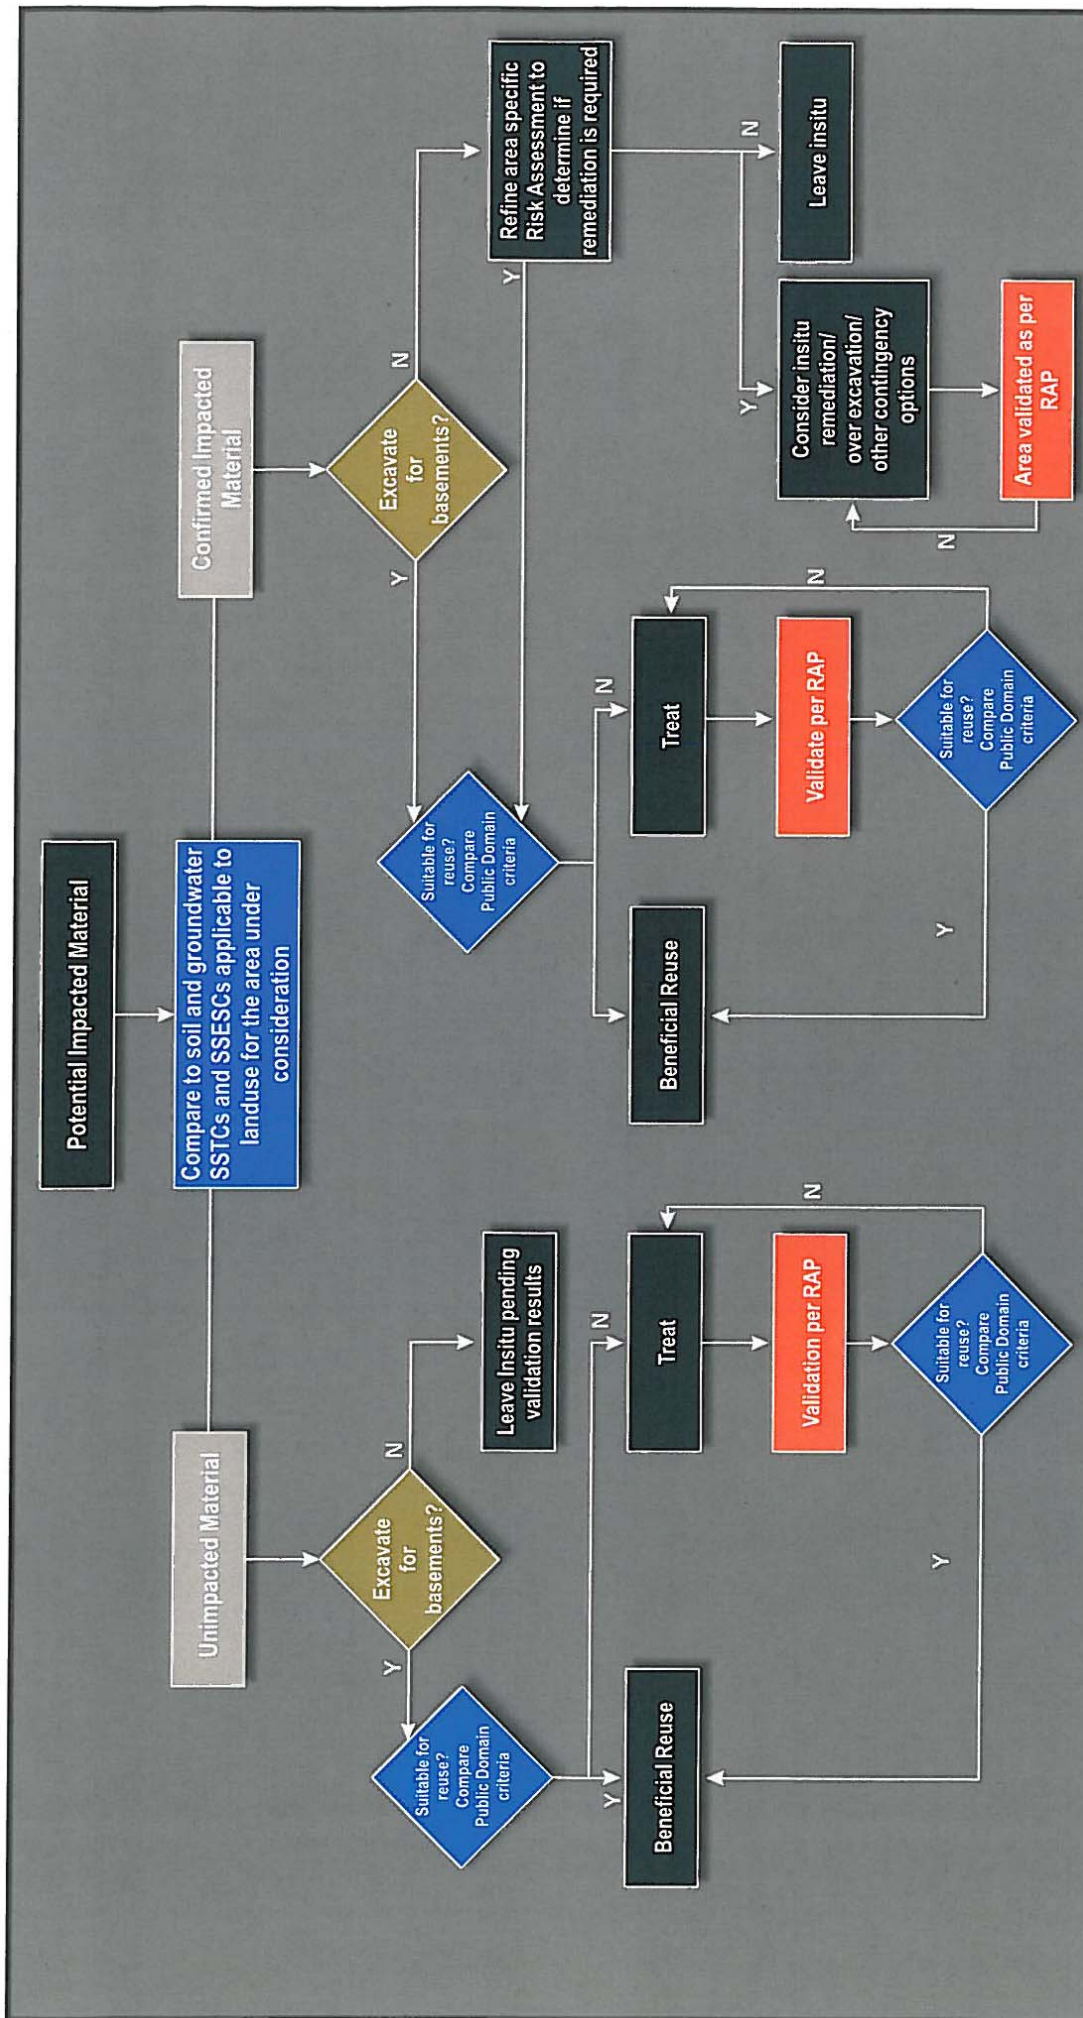 Potential Impacted Material
Compare to soil and groundwater
SSTCs and SSESCs applicable to
landuse for the area under
consideration
Unimpacted Material
Confirmed Impacted
Material
Excavate
for
basements?
Y
N
Suitable for
reuse?
Compare
Public Domain
criteria
Leave Insitu pending
validation results
Y
N
Beneficial Reuse
Treat
Validation per RAP
Suitable for
reuse?
Compare
Public Domain
criteria
Y
N
Excavate
for
basements?
Y
N
Suitable for
reuse?
Compare
Public Domain
criteria
Refine area specific
Risk Assessment to
determine if
remediation is required
Y
N
Beneficial Reuse
Treat
Validate per RAP
Suitable for
reuse?
Compare
Public Domain
criteria
Y
N
Y
N
Consider insitu
remediation/
over excavation/
other contingency
options
Leave insitu
Area validated as per
RAP
N